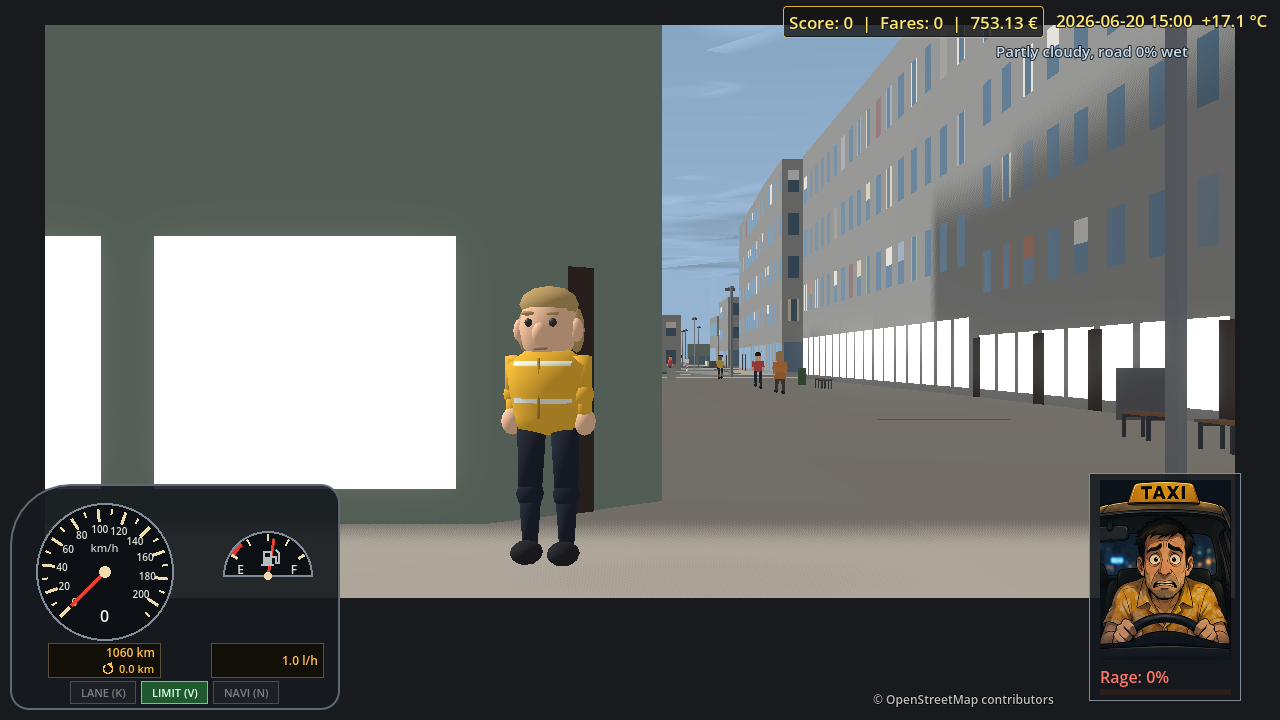 Score: 0 | Fares: 0 | 753.13 €
2026-06-20 15:00 +17.1 °C
Partly cloudy, road 0% wet
0 20 40 60 80 100 120 140 160 180 200
km/h
0
E F
1060 km
0.0 km
1.0 l/h
LANE (K)
LIMIT (V)
NAVI (N)
TAXI
Rage: 0%
© OpenStreetMap contributors